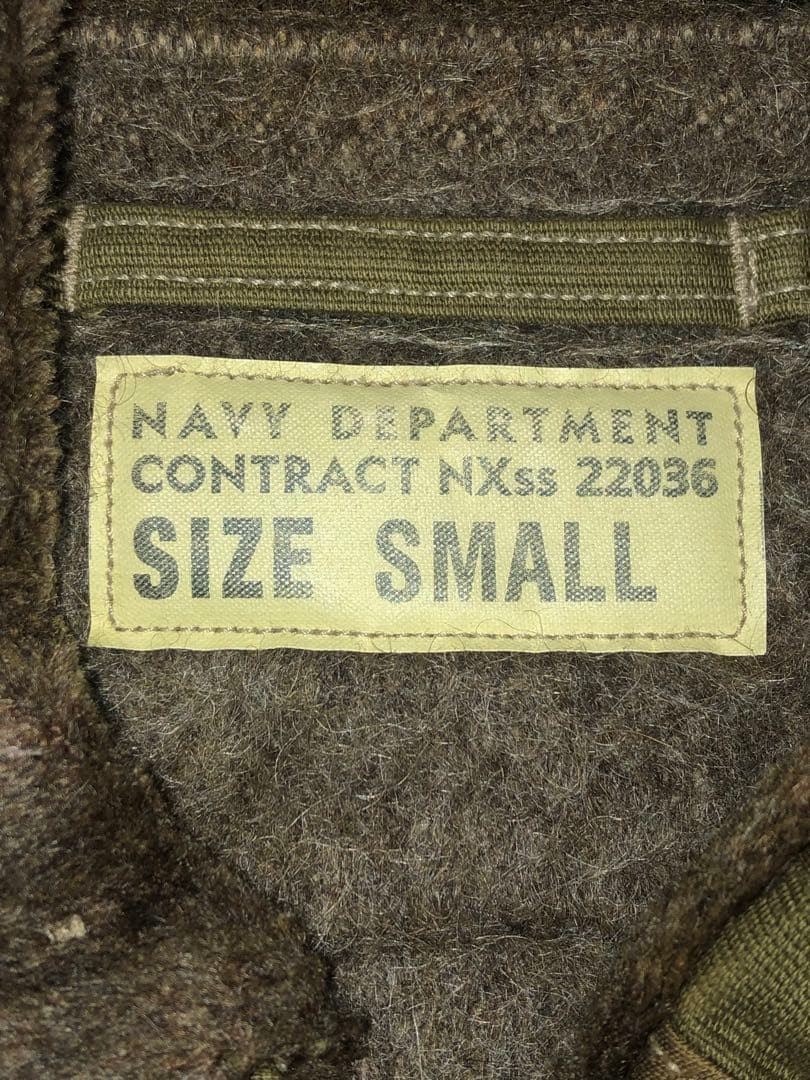 NAVY DEPARTMENT
CONTRACT NXss 22036
SIZE SMALL